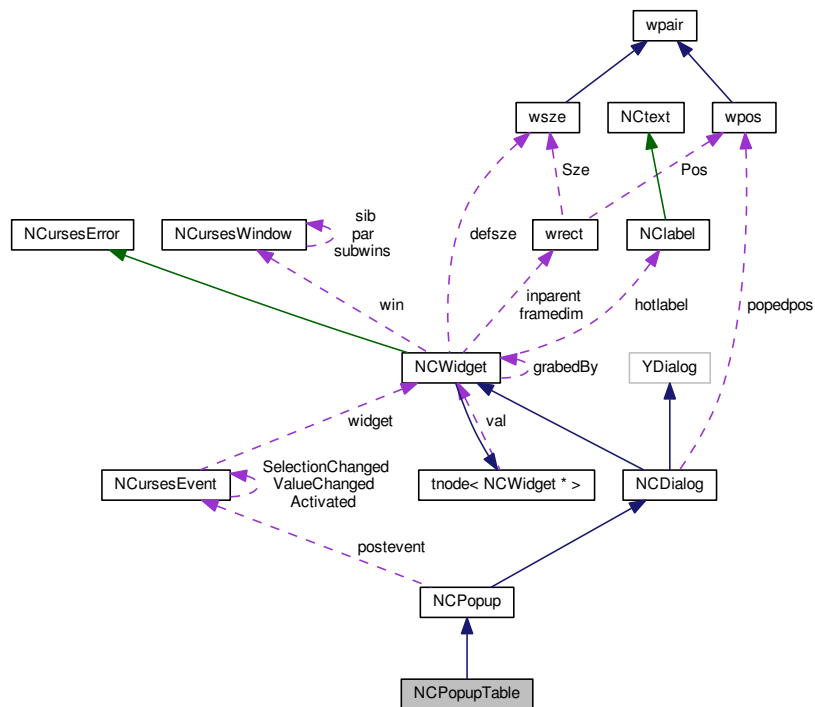 wpair
wsze
NCtext
wpos
Sze
Pos
sib
par
subwins
NCursesError
NCursesWindow
defsze
wrect
NClabel
win
inparent
framedim
hotlabel
popedpos
NCWidget
grabedBy
YDialog
widget
val
SelectionChanged
ValueChanged
Activated
NCursesEvent
tnode< NCWidget * >
NCDialog
postevent
NCPopup
NCPopupTable